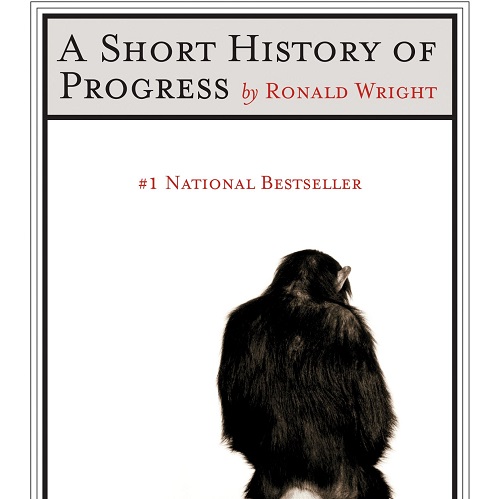 A Short History of
Progress by Ronald Wright
#1 National Bestseller